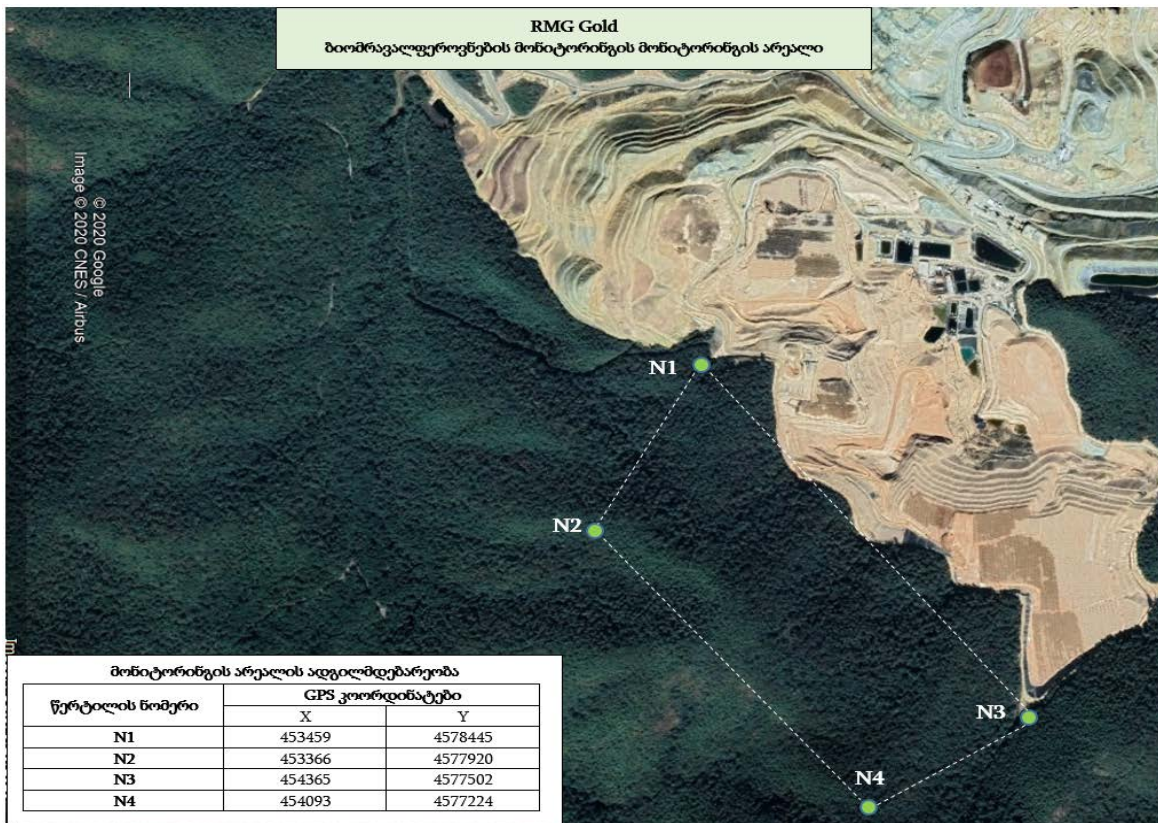 RMG Gold
ბიომრავალფეროვნების მონიტორინგის მონიტორინგის არეალი
© 2020 Google
Image © 2020 CNES / Airbus
N1
N2
N3
N4
მონიტორინგის არეალის ადგილმდებარეობა
წერტილის ნომერი GPS კოორდინატები
X Y
N1 453459 4578445
N2 453366 4577920
N3 454365 4577502
N4 454093 4577224